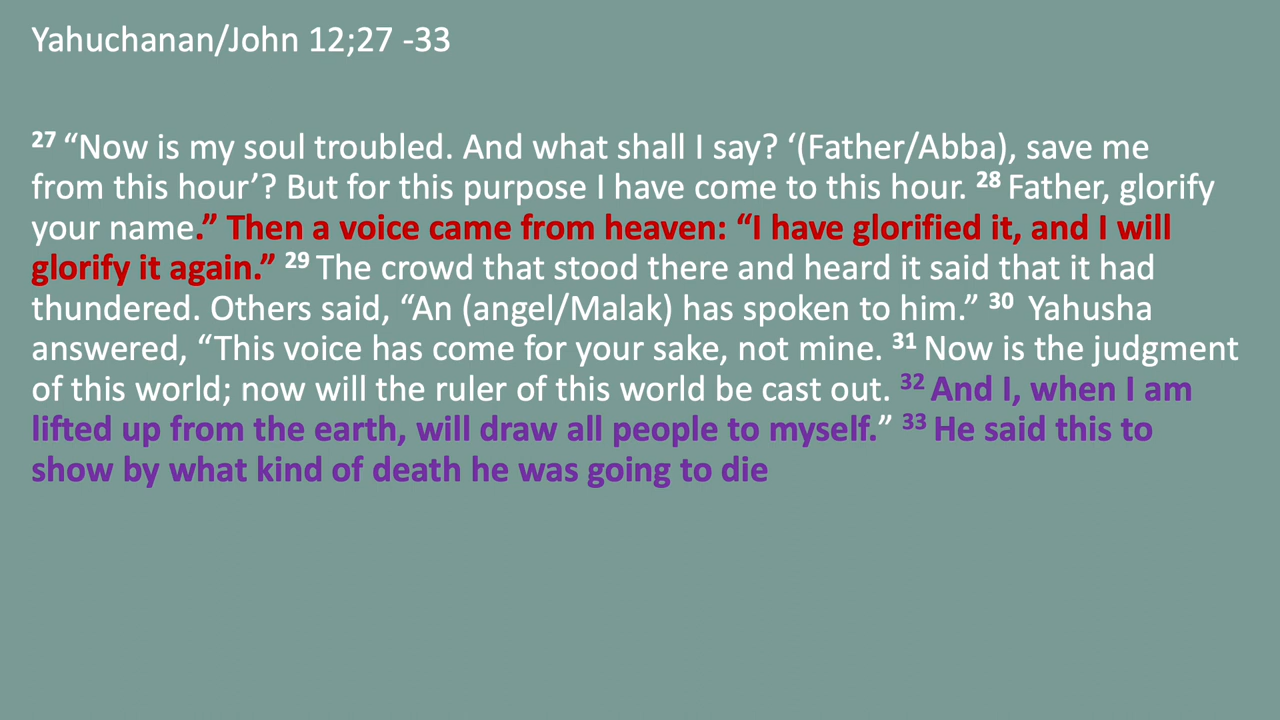 Yahuchanan/John 12;27 -33
27 “Now is my soul troubled. And what shall I say? ‘(Father/Abba), save me
from this hour’? But for this purpose I have come to this hour. 28 Father, glorify
your name.” Then a voice came from heaven: “I have glorified it, and I will
glorify it again.” 29 The crowd that stood there and heard it said that it had
thundered. Others said, “An (angel/Malak) has spoken to him.” 30 Yahusha
answered, “This voice has come for your sake, not mine. 31 Now is the judgment
of this world; now will the ruler of this world be cast out. 32 And I, when I am
lifted up from the earth, will draw all people to myself.” 33 He said this to
show by what kind of death he was going to die